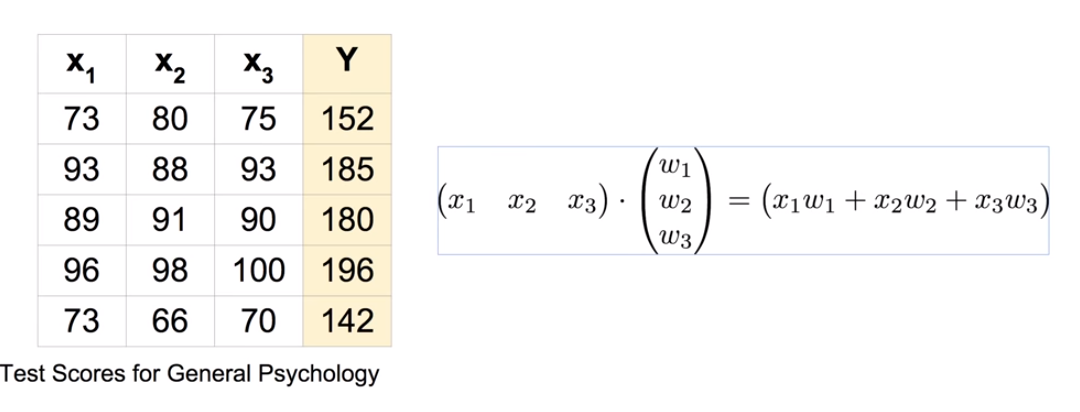 x₁ x₂ x₃ Y
73 80 75 152
93 88 93 185
89 91 90 180
96 98 100 196
73 66 70 142
Test Scores for General Psychology
(x₁ x₂ x₃) · (w₁ w₂ w₃) = (x₁w₁ + x₂w₂ + x₃w₃)